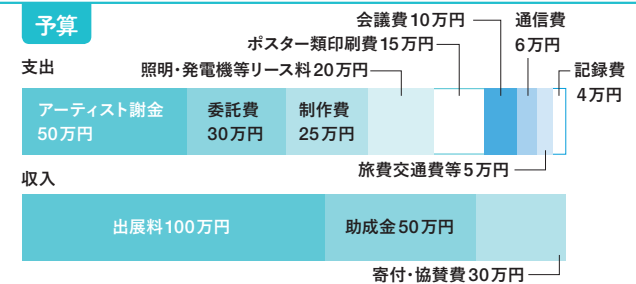 予算
支出
アーティスト謝金
50万円
委託費
30万円
制作費
25万円
照明・発電機等リース料20万円
ポスター類印刷費15万円
会議費10万円
通信費
6万円
旅費交通費等5万円
記録費
4万円
収入
出展料100万円
助成金50万円
寄付・協賛費30万円